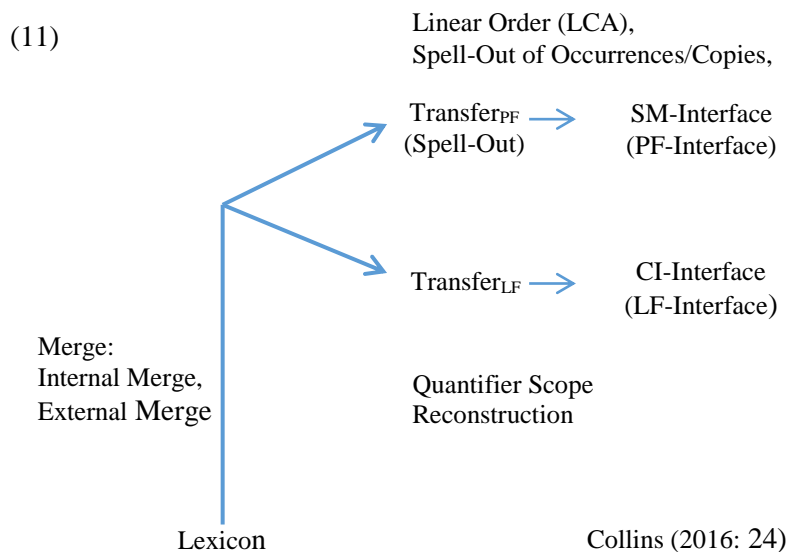 (11)
Linear Order (LCA),
Spell-Out of Occurrences/Copies,
TransferPF
(Spell-Out)
SM-Interface
(PF-Interface)
TransferLF
CI-Interface
(LF-Interface)
Merge:
Internal Merge,
External Merge
Quantifier Scope
Reconstruction
Lexicon
Collins (2016: 24)